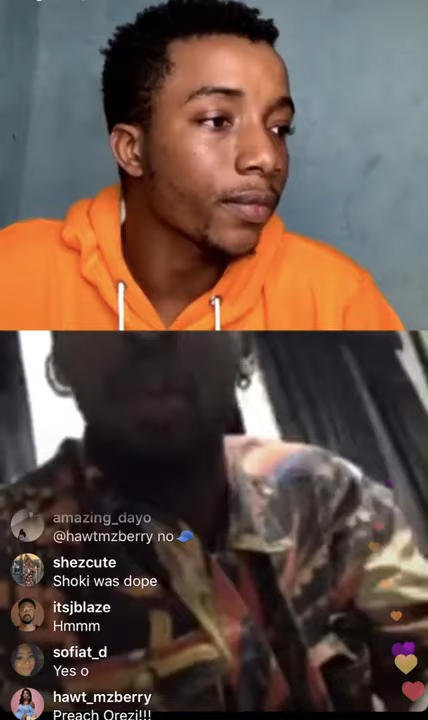 amazing_dayo
@hawtmzberry no🧢
shezcute
Shoki was dope
itsjblaze
Hmmm
sofiat_d
Yes o
hawt_mzberry
Preach Orezi!!!